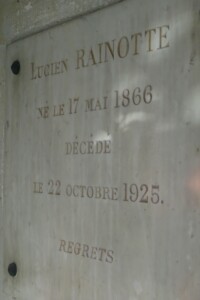 LUCIEN RAINOTTE
NÉ LE 17 MAI 1866
DÉCÉDÉ
LE 22 OCTOBRE 1925.
REGRETS